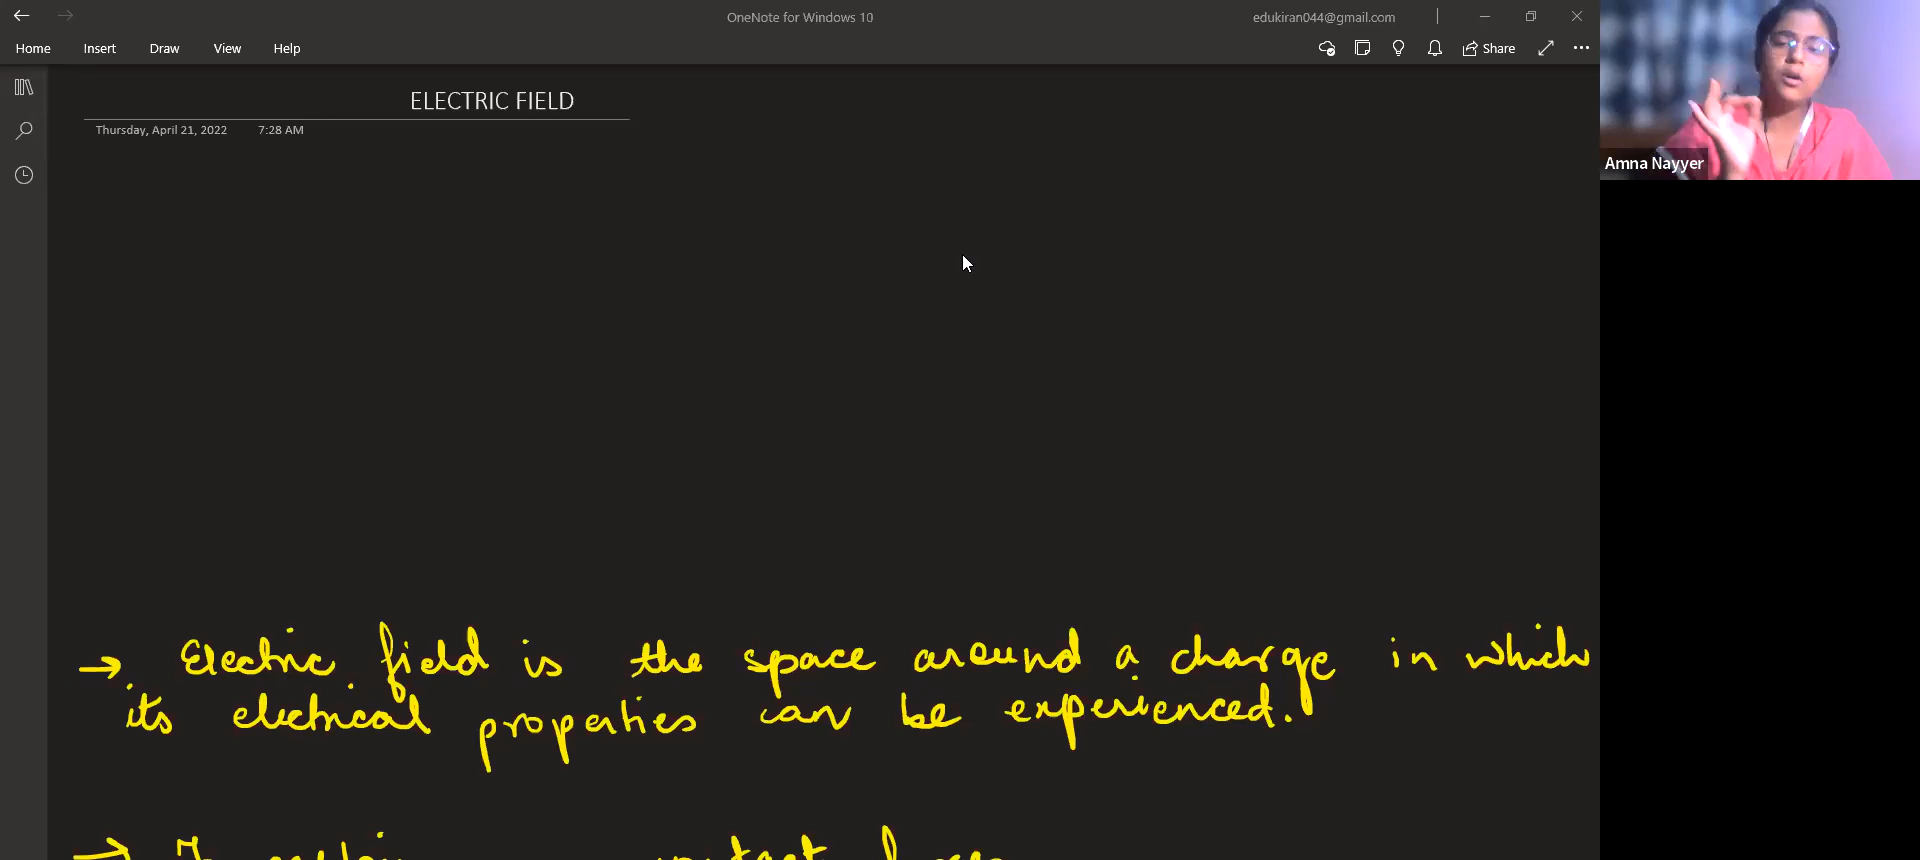 OneNote for Windows 10
edukiran044@gmail.com
Home Insert Draw View Help
Share
ELECTRIC FIELD
Thursday, April 21, 2022 7:28 AM
Amna Nayyer
→ Electric field is the space around a charge in which
its electrical properties can be experienced.